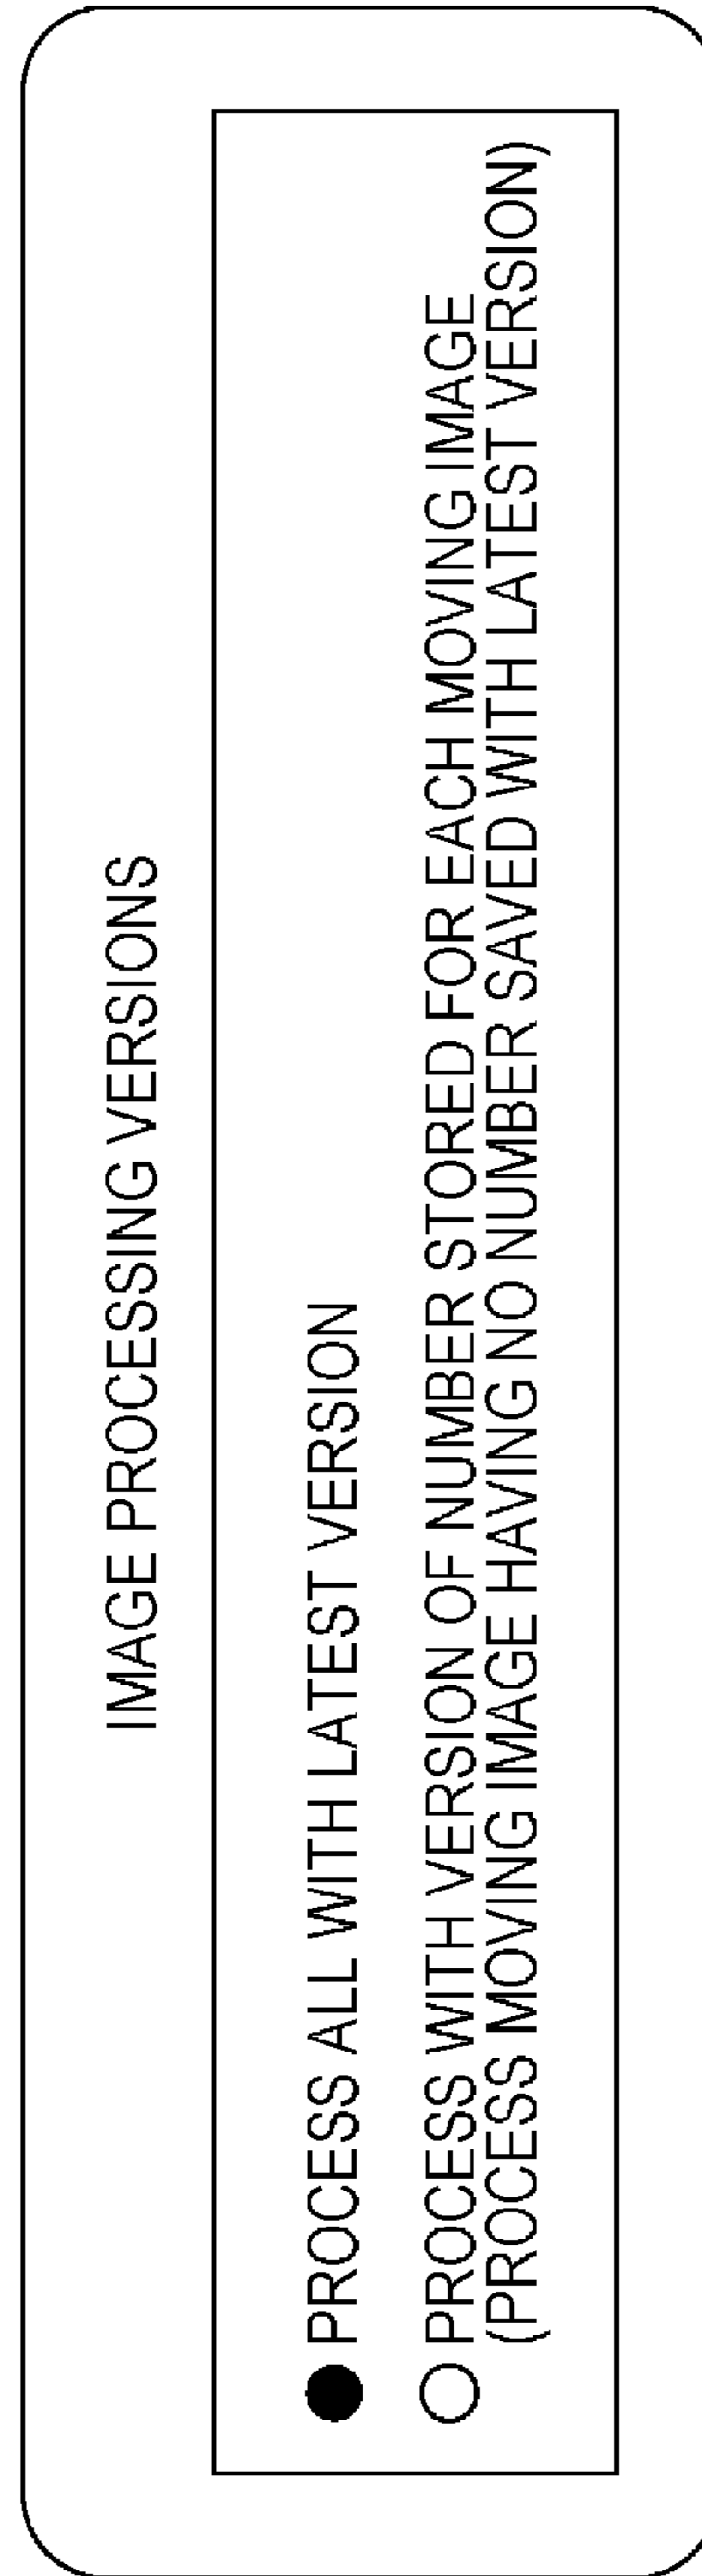 IMAGE PROCESSING VERSIONS
PROCESS ALL WITH LATEST VERSION
PROCESS WITH VERSION OF NUMBER STORED FOR EACH MOVING IMAGE
(PROCESS MOVING IMAGE HAVING NO NUMBER SAVED WITH LATEST VERSION)